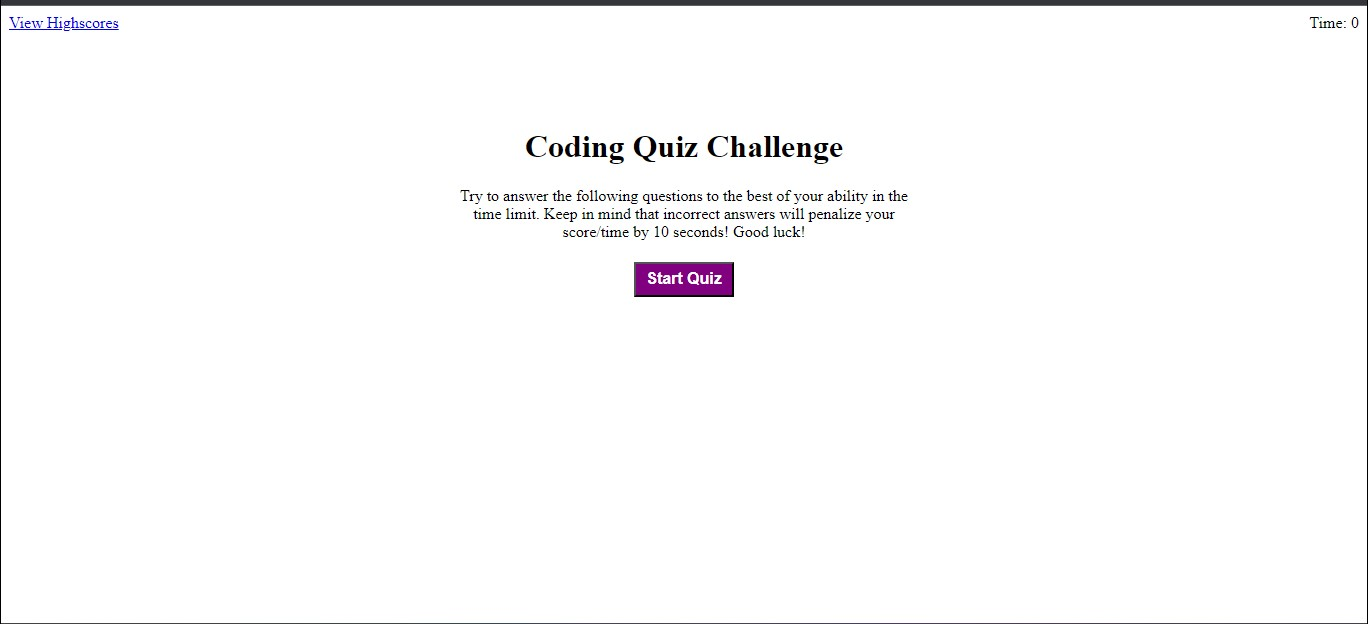 View Highscores
Time: 0
Coding Quiz Challenge
Try to answer the following questions to the best of your ability in the
time limit. Keep in mind that incorrect answers will penalize your
score/time by 10 seconds! Good luck!
Start Quiz